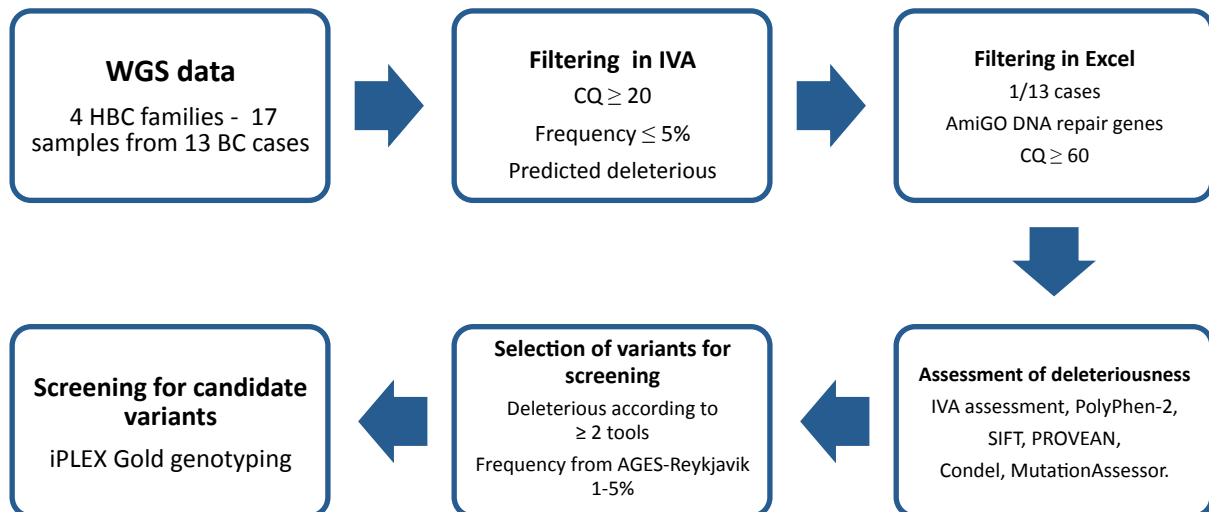 WGS data
4 HBC families - 17
samples from 13 BC cases
Filtering in IVA
CQ ≥ 20
Frequency ≤ 5%
Predicted deleterious
Filtering in Excel
1/13 cases
AmiGO DNA repair genes
CQ ≥ 60
Assessment of deleteriousness
IVA assessment, PolyPhen-2,
SIFT, PROVEAN,
Condel, MutationAssessor.
Selection of variants for
screening
Deleterious according to
≥ 2 tools
Frequency from AGES-Reykjavik
1-5%
Screening for candidate
variants
iPLEX Gold genotyping